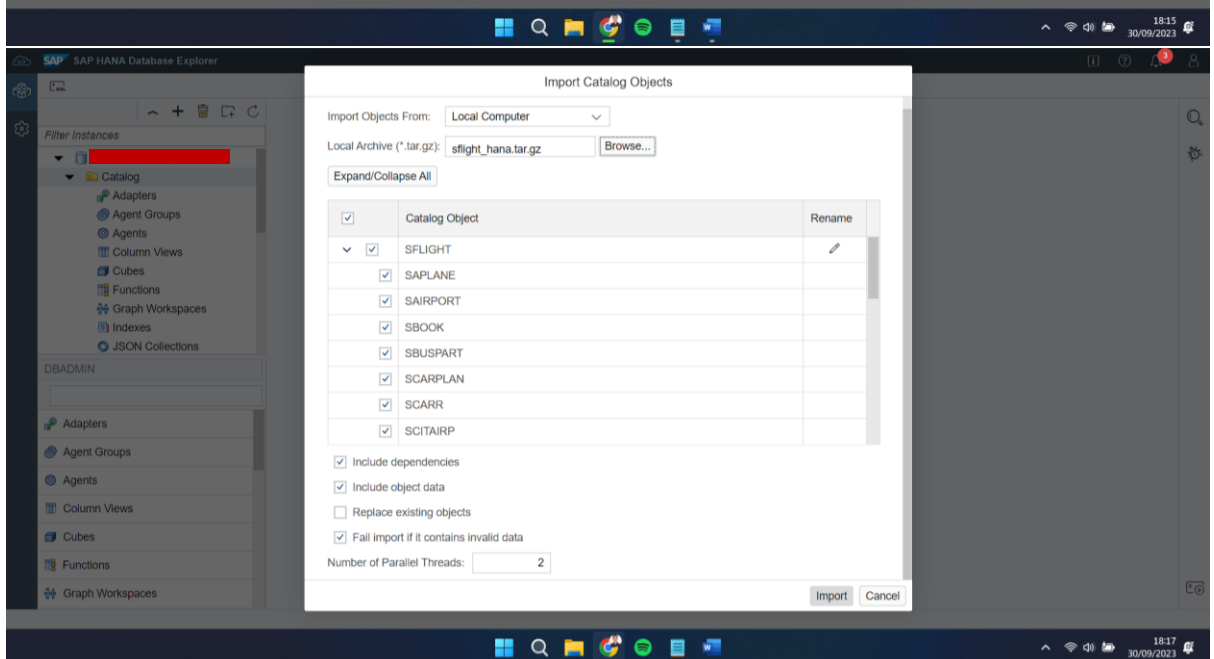 18:15
30/09/2023
SAP SAP HANA Database Explorer
3
Import Catalog Objects
Filter Instances
Catalog
Adapters
Agent Groups
Agents
Column Views
Cubes
Functions
Graph Workspaces
Indexes
JSON Collections
DBADMIN
Adapters
Agent Groups
Agents
Column Views
Cubes
Functions
Graph Workspaces
Import Objects From: Local Computer
Local Archive (*.tar.gz): sflight_hana.tar.gz Browse...
Expand/Collapse All
Catalog Object Rename
SFLIGHT
SAPLANE
SAIRPORT
SBOOK
SBUSPART
SCARPLAN
SCARR
SCITAIRP
Include dependencies
Include object data
Replace existing objects
Fail import if it contains invalid data
Number of Parallel Threads: 2
Import Cancel
18:17
30/09/2023